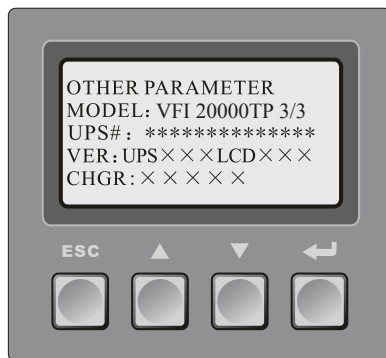 OTHER PARAMETER
MODEL: VFI 20000TP 3/3
UPS#: **************
VER:UPS×××LCD×××
CHGR:×××××
ESC